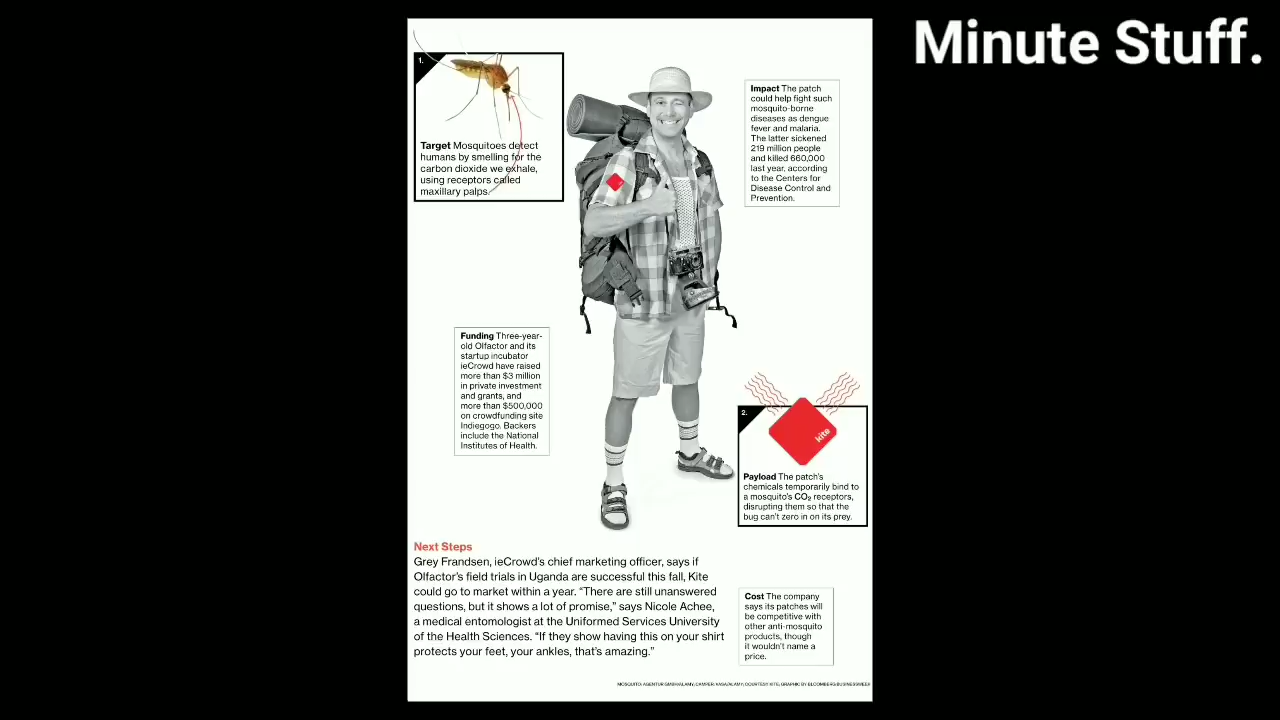 Minute Stuff.
1.
Target Mosquitoes detect
humans by smelling for the
carbon dioxide we exhale,
using receptors called
maxillary palps.
Impact The patch
could help fight such
mosquito-borne
diseases as dengue
fever and malaria.
The latter sickened
219 million people
and killed 660,000
last year, according
to the Centers for
Disease Control and
Prevention.
Funding Three-year-
old Olfactor and its
startup incubator
ieCrowd have raised
more than $3 million
in private investment
and grants, and
more than $500,000
on crowdfunding site
Indiegogo. Backers
include the National
Institutes of Health.
2.
kite
Payload The patch's
chemicals temporarily bind to
a mosquito's CO₂ receptors,
disrupting them so that the
bug can't zero in on its prey.
Next Steps
Grey Frandsen, ieCrowd's chief marketing officer, says if
Olfactor's field trials in Uganda are successful this fall, Kite
could go to market within a year. “There are still unanswered
questions, but it shows a lot of promise,” says Nicole Achee,
a medical entomologist at the Uniformed Services University
of the Health Sciences. “If they show having this on your shirt
protects your feet, your ankles, that's amazing.”
Cost The company
says its patches will
be competitive with
other anti-mosquito
products, though
it wouldn't name a
price.
MOSQUITO: AGENTUR; CAMPER: COURTESY KITE; GRAPHIC BY BLOOMBERG BUSINESSWEEK